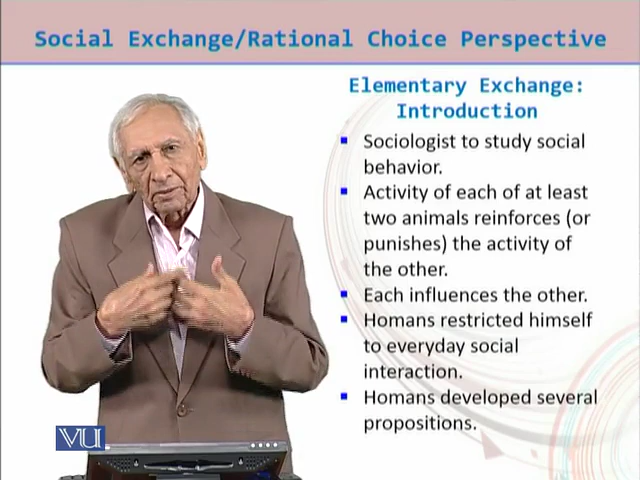 Social Exchange/Rational Choice Perspective
Elementary Exchange:
Introduction
Sociologist to study social
behavior.
Activity of each of at least
two animals reinforces (or
punishes) the activity of
the other.
Each influences the other.
Homans restricted himself
to everyday social
interaction.
Homans developed several
propositions.
VU